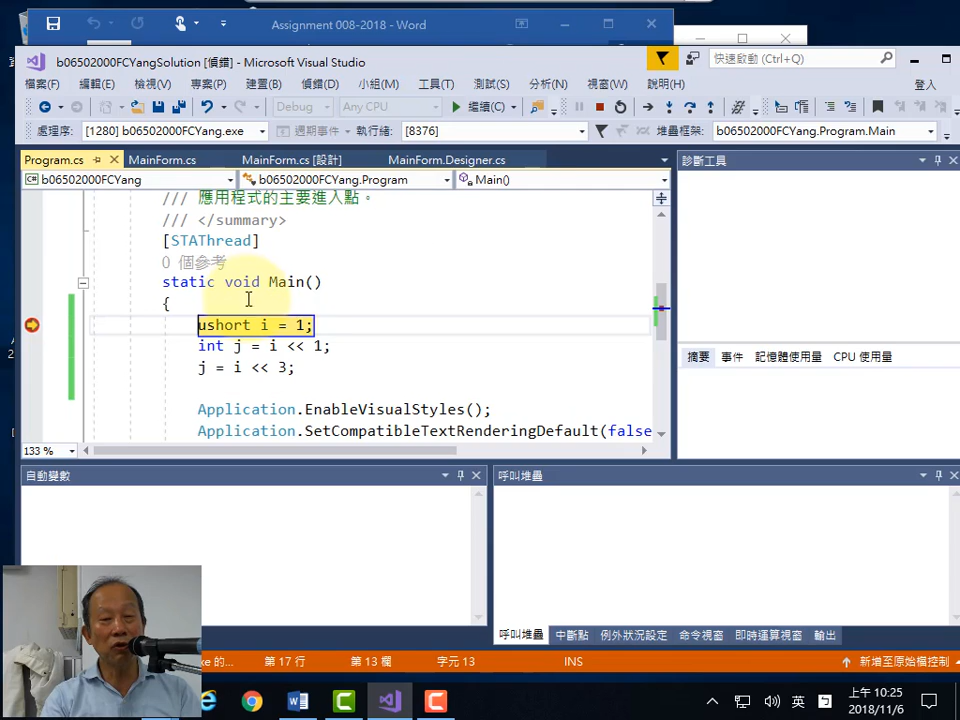 Assignment 008-2018 - Word
b06502000FCYangSolution [偵錯] - Microsoft Visual Studio
快速啟動 (Ctrl+Q)
檔案(F) 編輯(E) 檢視(V) 專案(P) 建置(B) 偵錯(D) 小組(M) 工具(T) 測試(S) 分析(N) 視窗(W) 說明(H) 登入
Debug Any CPU 繼續(C)
處理序: [1280] b06502000FCYang.exe 週期事件 執行緒: [8376] 堆疊框架: b06502000FCYang.Program.Main
Program.cs MainForm.cs MainForm.cs [設計] MainForm.Designer.cs 診斷工具
b06502000FCYang b06502000FCYang.Program Main()
/// 應用程式的主要進入點。
/// </summary>
[STAThread]
0 個參考
static void Main()
{
ushort i = 1;
int j = i << 1;
j = i << 3;
Application.EnableVisualStyles();
Application.SetCompatibleTextRenderingDefault(false
摘要 事件 記憶體使用量 CPU 使用量
133 %
自動變數 呼叫堆疊
呼叫堆疊 中斷點 例外狀況設定 命令視窗 即時運算視窗 輸出
第 17 行 第 13 欄 字元 13 INS 新增至原始檔控制
英 上午 10:25
2018/11/6